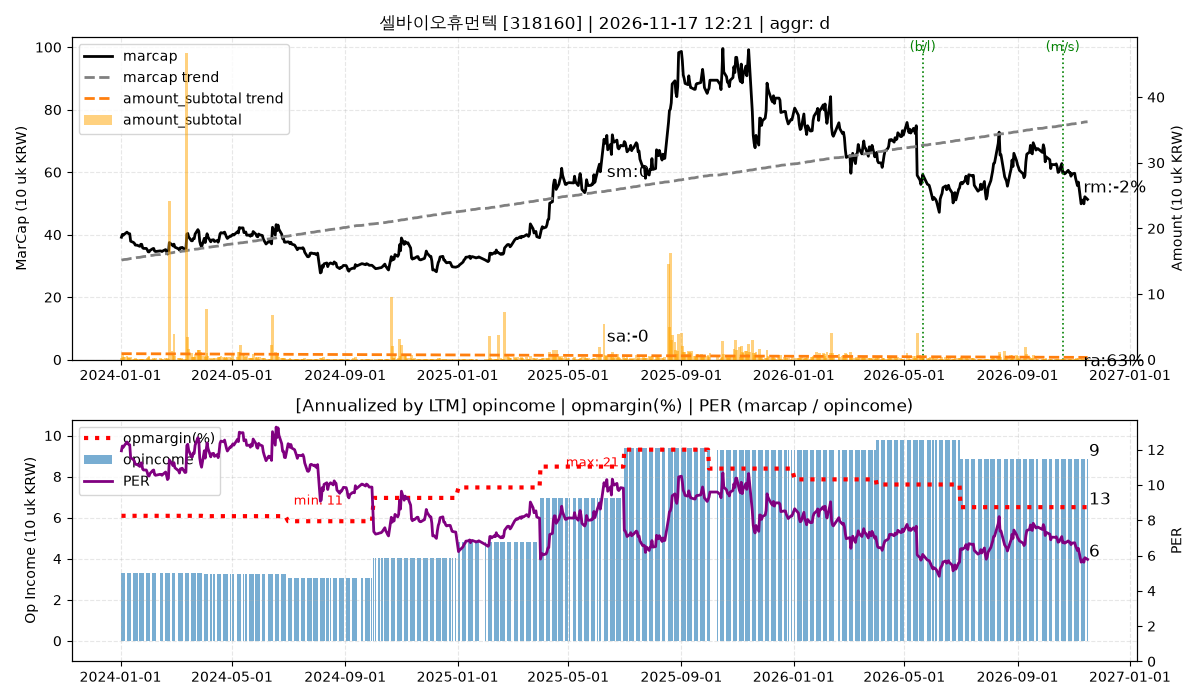 셀바이오휴먼텍 [318160] | 2026-11-17 12:21 | aggr: d
marcap
marcap trend
amount_subtotal trend
amount_subtotal
(b/l)
(m/s)
100
80
60
40
20
0
MarCap (10 uk KRW)
40
30
20
10
0
Amount (10 uk KRW)
sm:0
rm:-2%
sa:-0
ra:63%
2024-01-01
2024-05-01
2024-09-01
2025-01-01
2025-05-01
2025-09-01
2026-01-01
2026-05-01
2026-09-01
2027-01-01
[Annualized by LTM] opincome | opmargin(%) | PER (marcap / opincome)
opmargin(%)
opincome
PER
10
8
6
4
2
0
Op Income (10 uk KRW)
12
10
8
6
4
2
0
PER
min: 11
max: 21
9
13
6
2024-01-01
2024-05-01
2024-09-01
2025-01-01
2025-05-01
2025-09-01
2026-01-01
2026-05-01
2026-09-01
2027-01-01